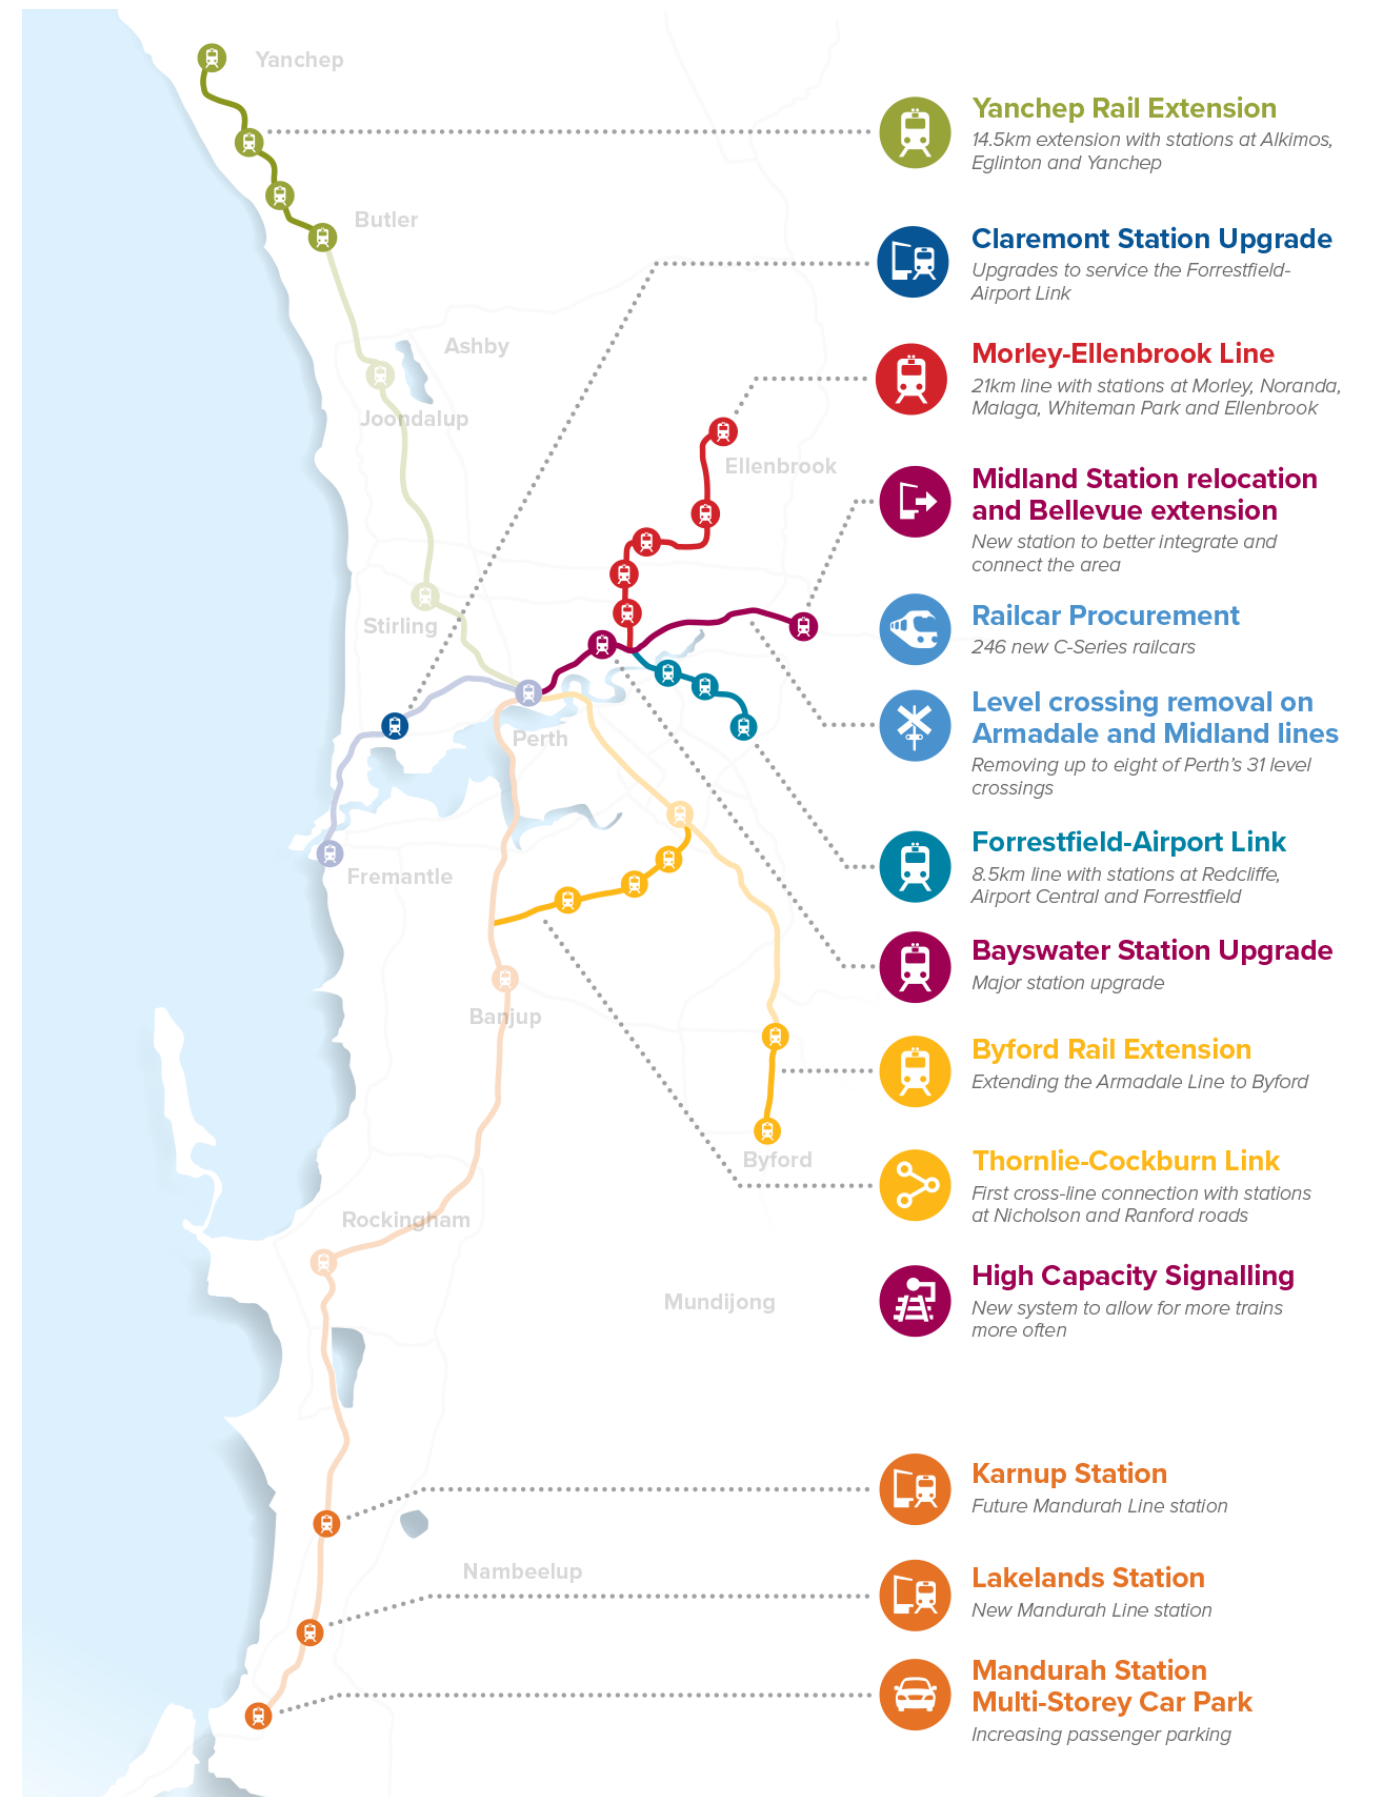 Yanchep
Butler
Ashby
Joondalup
Ellenbrook
Stirling
Perth
Fremantle
Banjup
Byford
Rockingham
Mundijong
Nambeelup
Yanchep Rail Extension
14.5km extension with stations at Alkimos,
Eglinton and Yanchep
Claremont Station Upgrade
Upgrades to service the Forrestfield-
Airport Link
Morley-Ellenbrook Line
21km line with stations at Morley, Noranda,
Malaga, Whiteman Park and Ellenbrook
Midland Station relocation
and Bellevue extension
New station to better integrate and
connect the area
Railcar Procurement
246 new C-Series railcars
Level crossing removal on
Armadale and Midland lines
Removing up to eight of Perth's 31 level
crossings
Forrestfield-Airport Link
8.5km line with stations at Redcliffe,
Airport Central and Forrestfield
Bayswater Station Upgrade
Major station upgrade
Byford Rail Extension
Extending the Armadale Line to Byford
Thornlie-Cockburn Link
First cross-line connection with stations
at Nicholson and Ranford roads
High Capacity Signalling
New system to allow for more trains
more often
Karnup Station
Future Mandurah Line station
Lakelands Station
New Mandurah Line station
Mandurah Station
Multi-Storey Car Park
Increasing passenger parking